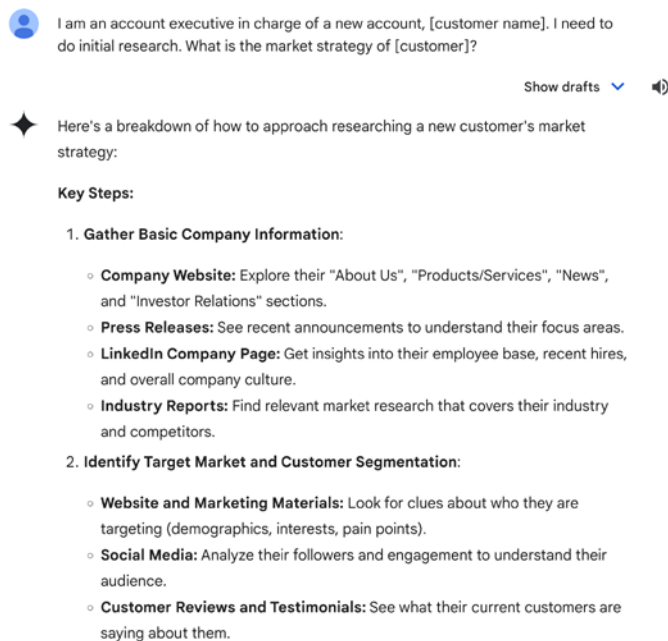 I am an account executive in charge of a new account, [customer name]. I need to
do initial research. What is the market strategy of [customer]?
Show drafts
Here's a breakdown of how to approach researching a new customer's market
strategy:
Key Steps:
1. Gather Basic Company Information:
◦ Company Website: Explore their "About Us", "Products/Services", "News",
and "Investor Relations" sections.
◦ Press Releases: See recent announcements to understand their focus areas.
◦ LinkedIn Company Page: Get insights into their employee base, recent hires,
and overall company culture.
◦ Industry Reports: Find relevant market research that covers their industry
and competitors.
2. Identify Target Market and Customer Segmentation:
◦ Website and Marketing Materials: Look for clues about who they are
targeting (demographics, interests, pain points).
◦ Social Media: Analyze their followers and engagement to understand their
audience.
◦ Customer Reviews and Testimonials: See what their current customers are
saying about them.